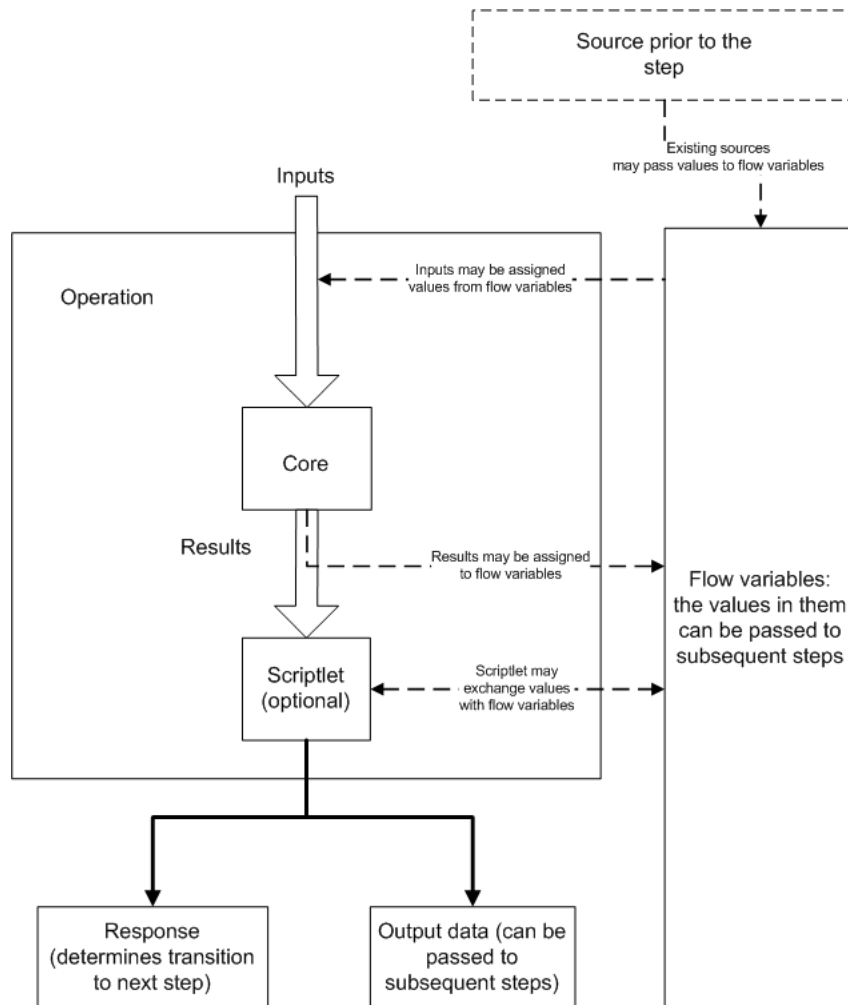 Source prior to the
step
Existing sources
may pass values to flow variables
Inputs
Inputs may be assigned
values from flow variables
Operation
Core
Results
Results may be assigned
to flow variables
Flow variables:
the values in them
can be passed to
subsequent steps
Scriptlet
(optional)
Scriptlet may
exchange values
with flow variables
Response
(determines transition
to next step)
Output data (can be
passed to
subsequent steps)